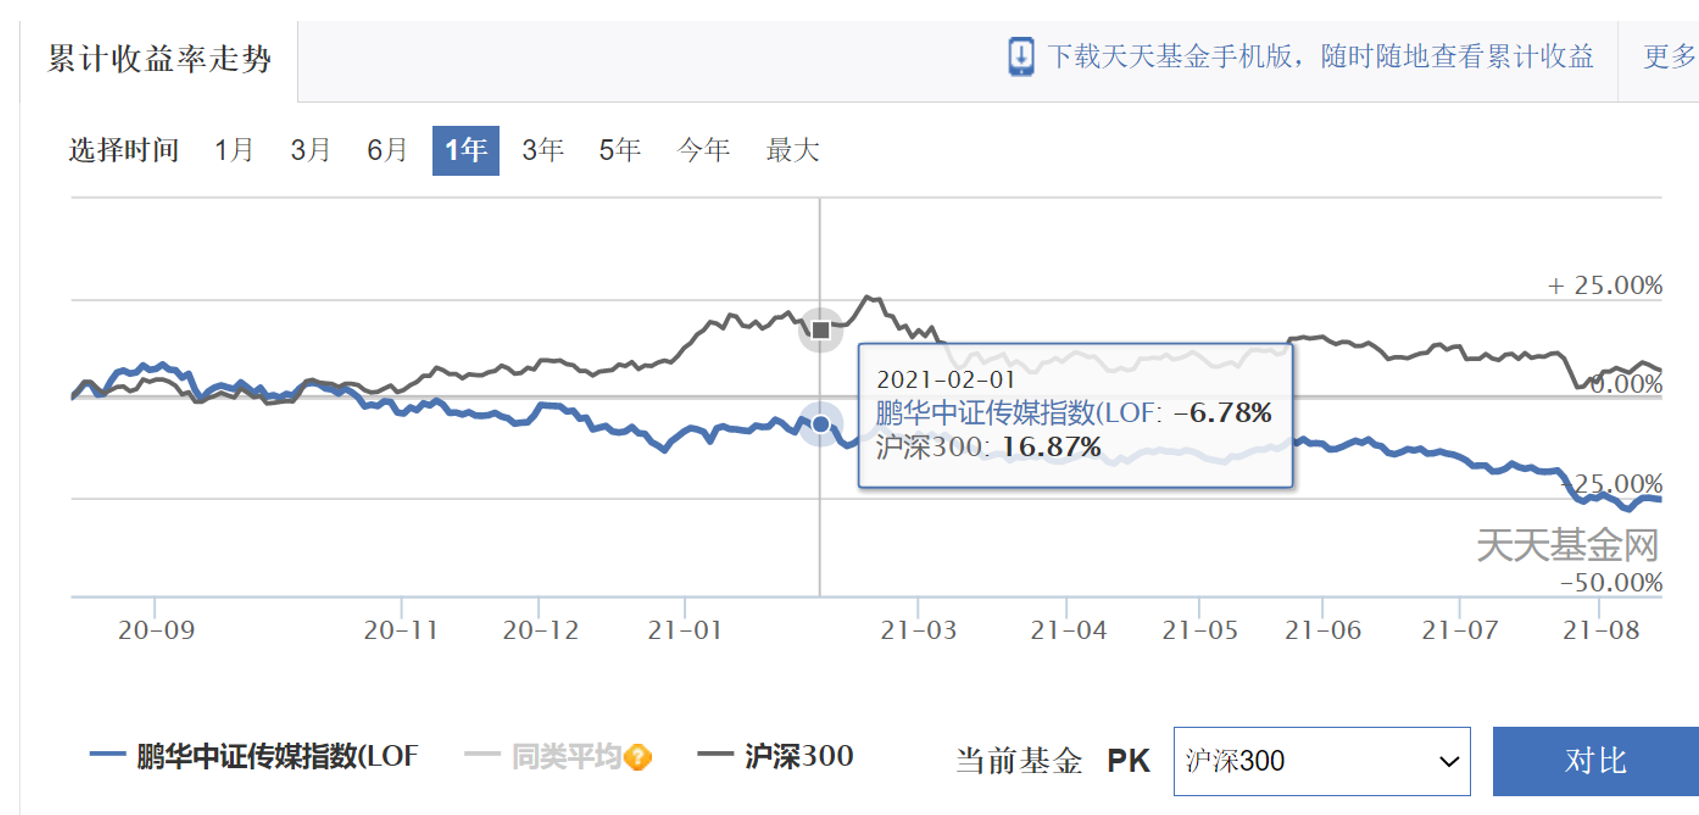 累计收益率走势
下载天天基金手机版，随时随地查看累计收益
更多
选择时间 1月 3月 6月 1年 3年 5年 今年 最大
+ 25.00%
0.00%
-25.00%
-50.00%
2021-02-01
鹏华中证传媒指数(LOF: -6.78%
沪深300: 16.87%
天天基金网
20-09 20-11 20-12 21-01 21-03 21-04 21-05 21-06 21-07 21-08
鹏华中证传媒指数(LOF 同类平均? 沪深300
当前基金 PK 沪深300 对比